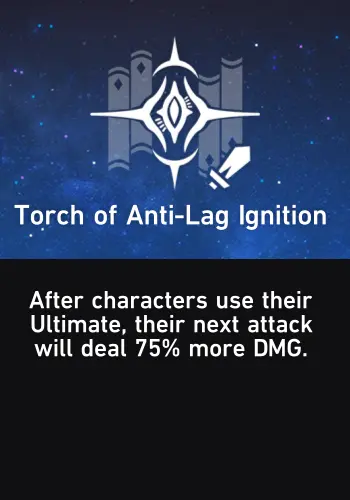 Torch of Anti-Lag Ignition
After characters use their
Ultimate, their next attack
will deal 75% more DMG.